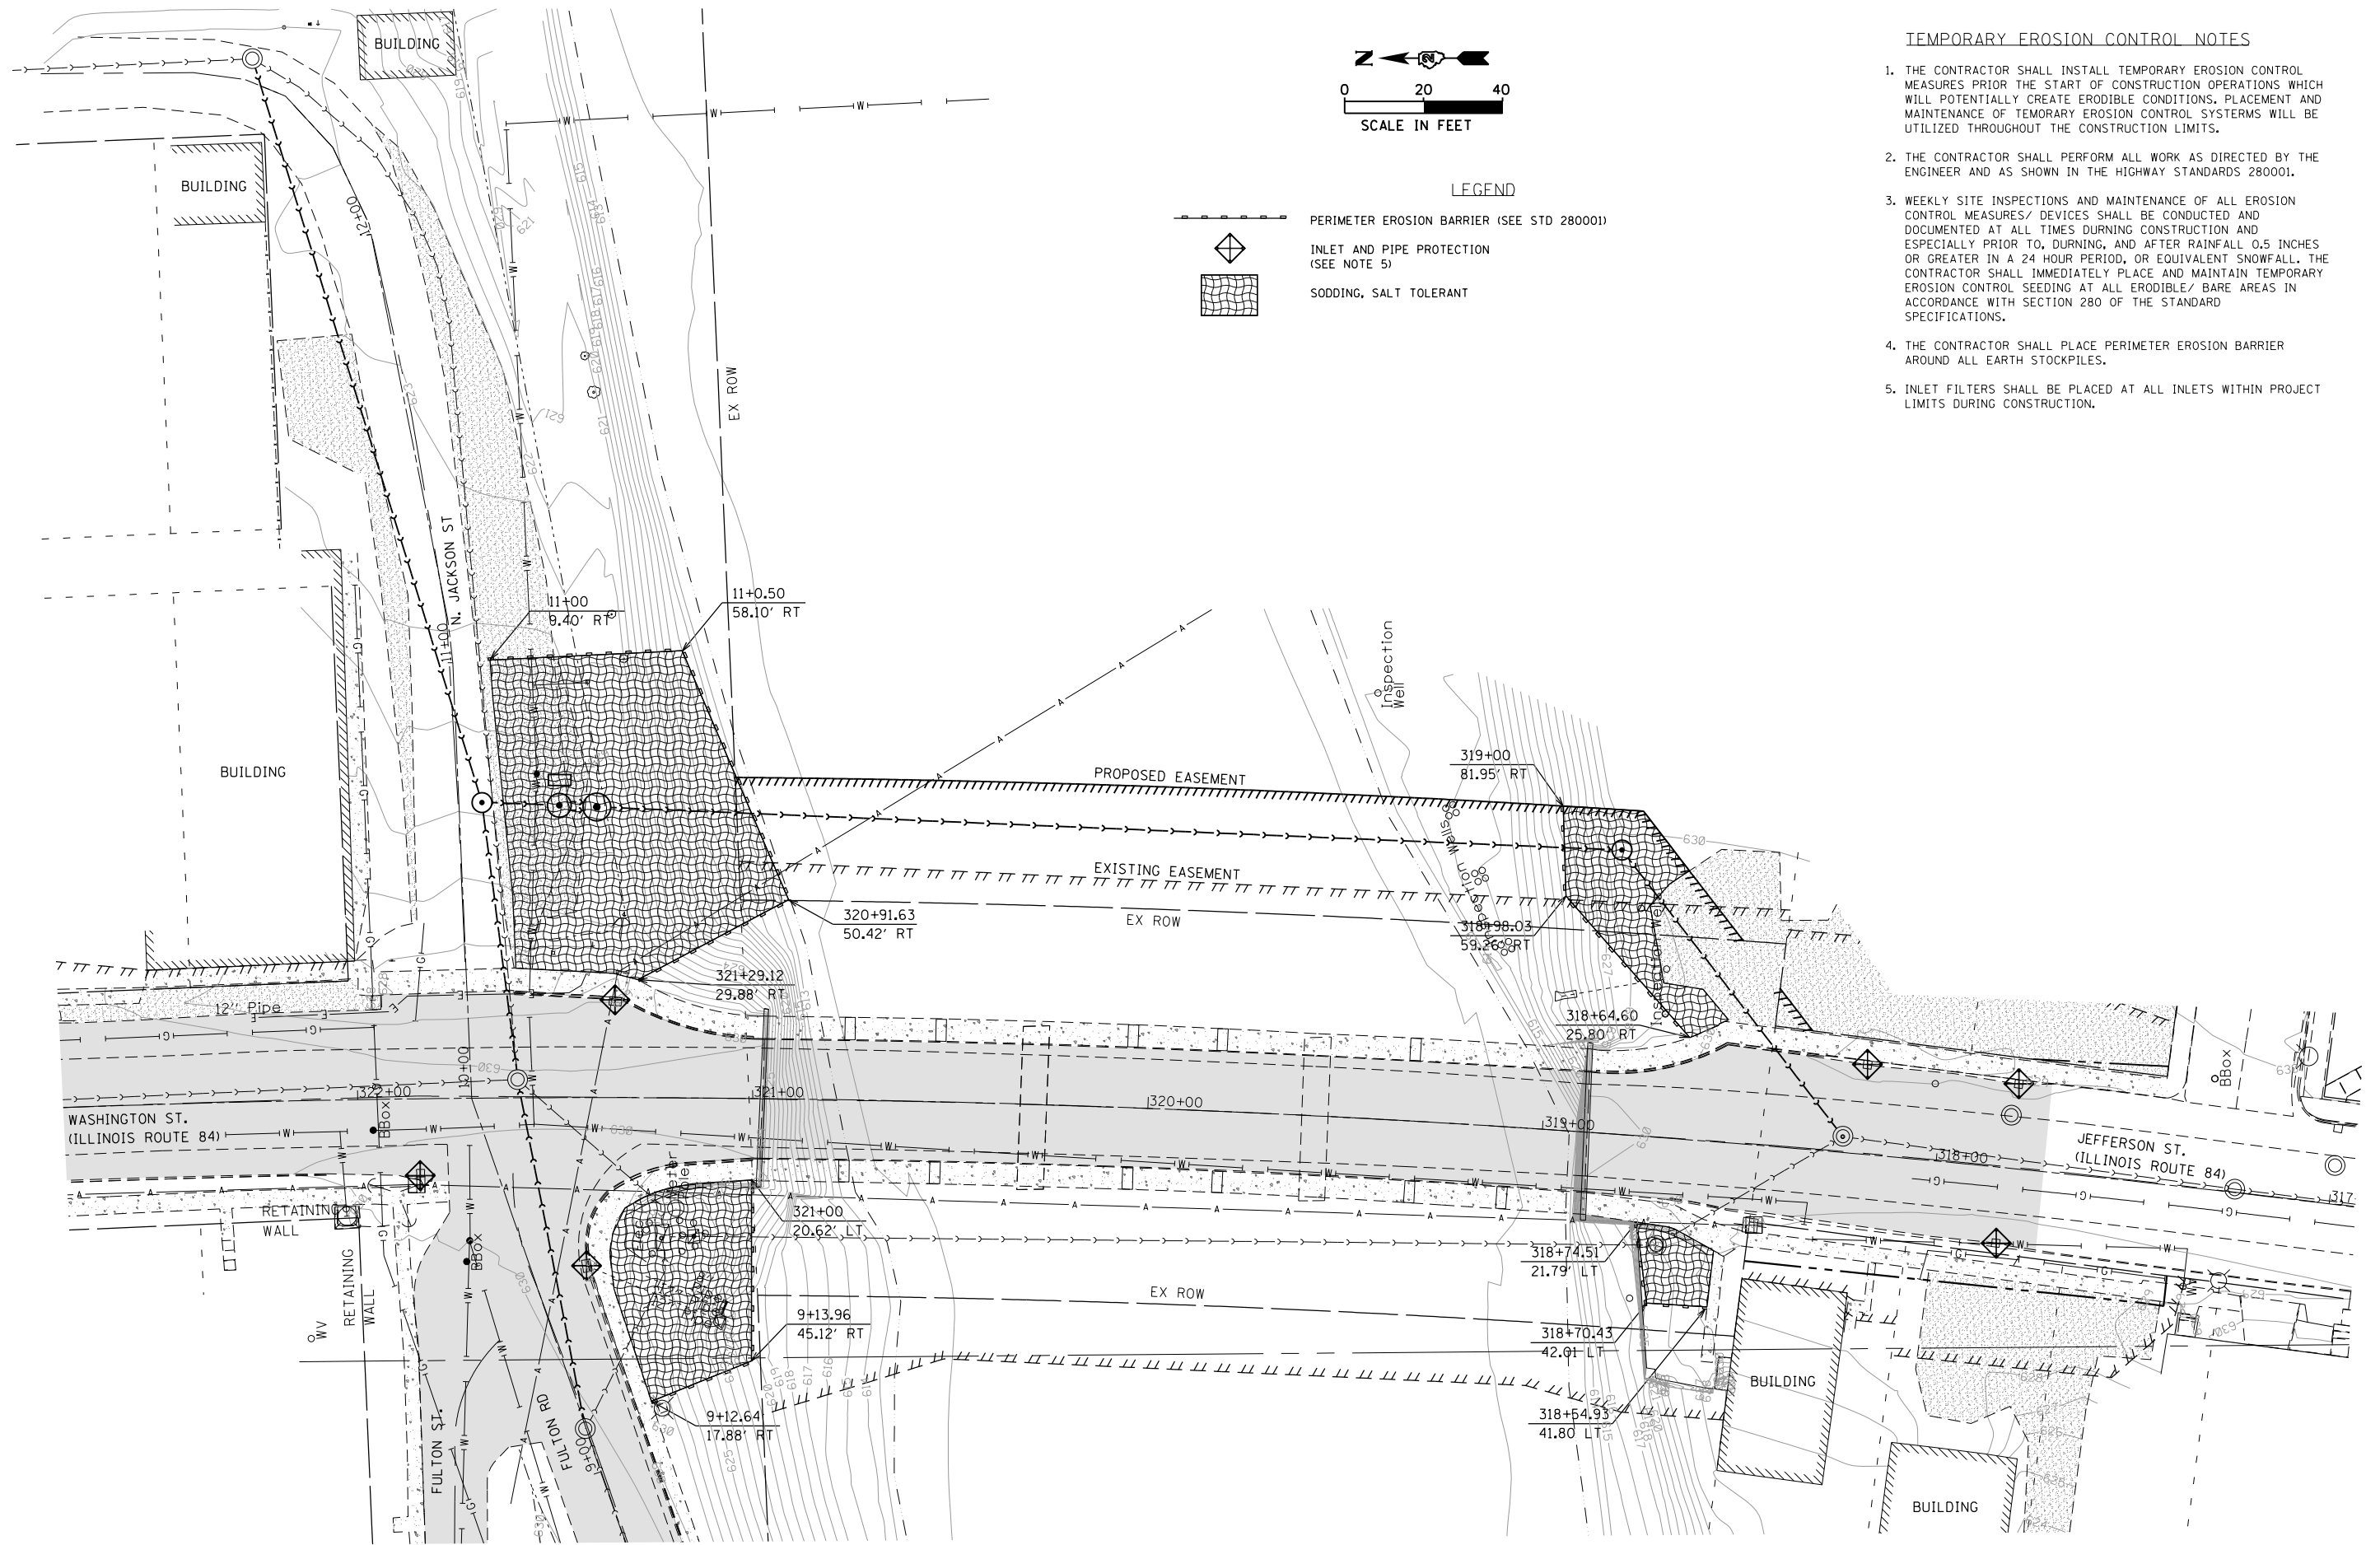 TEMPORARY EROSION CONTROL NOTES
1. THE CONTRACTOR SHALL INSTALL TEMPORARY EROSION CONTROL
MEASURES PRIOR THE START OF CONSTRUCTION OPERATIONS WHICH
WILL POTENTIALLY CREATE ERODIBLE CONDITIONS. PLACEMENT AND
MAINTENANCE OF TEMORARY EROSION CONTROL SYSTERMS WILL BE
UTILIZED THROUGHOUT THE CONSTRUCTION LIMITS.
2. THE CONTRACTOR SHALL PERFORM ALL WORK AS DIRECTED BY THE
ENGINEER AND AS SHOWN IN THE HIGHWAY STANDARDS 280001.
3. WEEKLY SITE INSPECTIONS AND MAINTENANCE OF ALL EROSION
CONTROL MEASURES/ DEVICES SHALL BE CONDUCTED AND
DOCUMENTED AT ALL TIMES DURNING CONSTRUCTION AND
ESPECIALLY PRIOR TO, DURNING, AND AFTER RAINFALL 0.5 INCHES
OR GREATER IN A 24 HOUR PERIOD, OR EQUIVALENT SNOWFALL. THE
CONTRACTOR SHALL IMMEDIATELY PLACE AND MAINTAIN TEMPORARY
EROSION CONTROL SEEDING AT ALL ERODIBLE/ BARE AREAS IN
ACCORDANCE WITH SECTION 280 OF THE STANDARD
SPECIFICATIONS.
4. THE CONTRACTOR SHALL PLACE PERIMETER EROSION BARRIER
AROUND ALL EARTH STOCKPILES.
5. INLET FILTERS SHALL BE PLACED AT ALL INLETS WITHIN PROJECT
LIMITS DURING CONSTRUCTION.
N
0 20 40
SCALE IN FEET
LEGEND
PERIMETER EROSION BARRIER (SEE STD 280001)
INLET AND PIPE PROTECTION
(SEE NOTE 5)
SODDING, SALT TOLERANT
BUILDING
BUILDING
12+00
EX ROW
N. JACKSON ST
11+00
11+00
9.40' RT
11+0.50
58.10' RT
BUILDING
Inspection
Well
319+00
81.95' RT
PROPOSED EASEMENT
EXISTING EASEMENT
EX ROW
320+91.63
50.42' RT
318+98.03
59.26' RT
Inspection Wells
321+29.12
29.88' RT
318+64.60
25.80' RT
12" Pipe
10+00
322+00
321+00
320+00
319+00
318+00
317
WASHINGTON ST.
(ILLINOIS ROUTE 84)
JEFFERSON ST.
(ILLINOIS ROUTE 84)
BBox
BBox
BBox
RETAINING
WALL
RETAINING
WALL
WV
321+00
20.62' LT
318+74.51
21.79' LT
EX ROW
9+13.96
45.12' RT
318+70.43
42.01 LT
9+12.64
17.88' RT
318+54.93
41.80 LT
FULTON ST.
FULTON RD
9+00
BUILDING
BUILDING